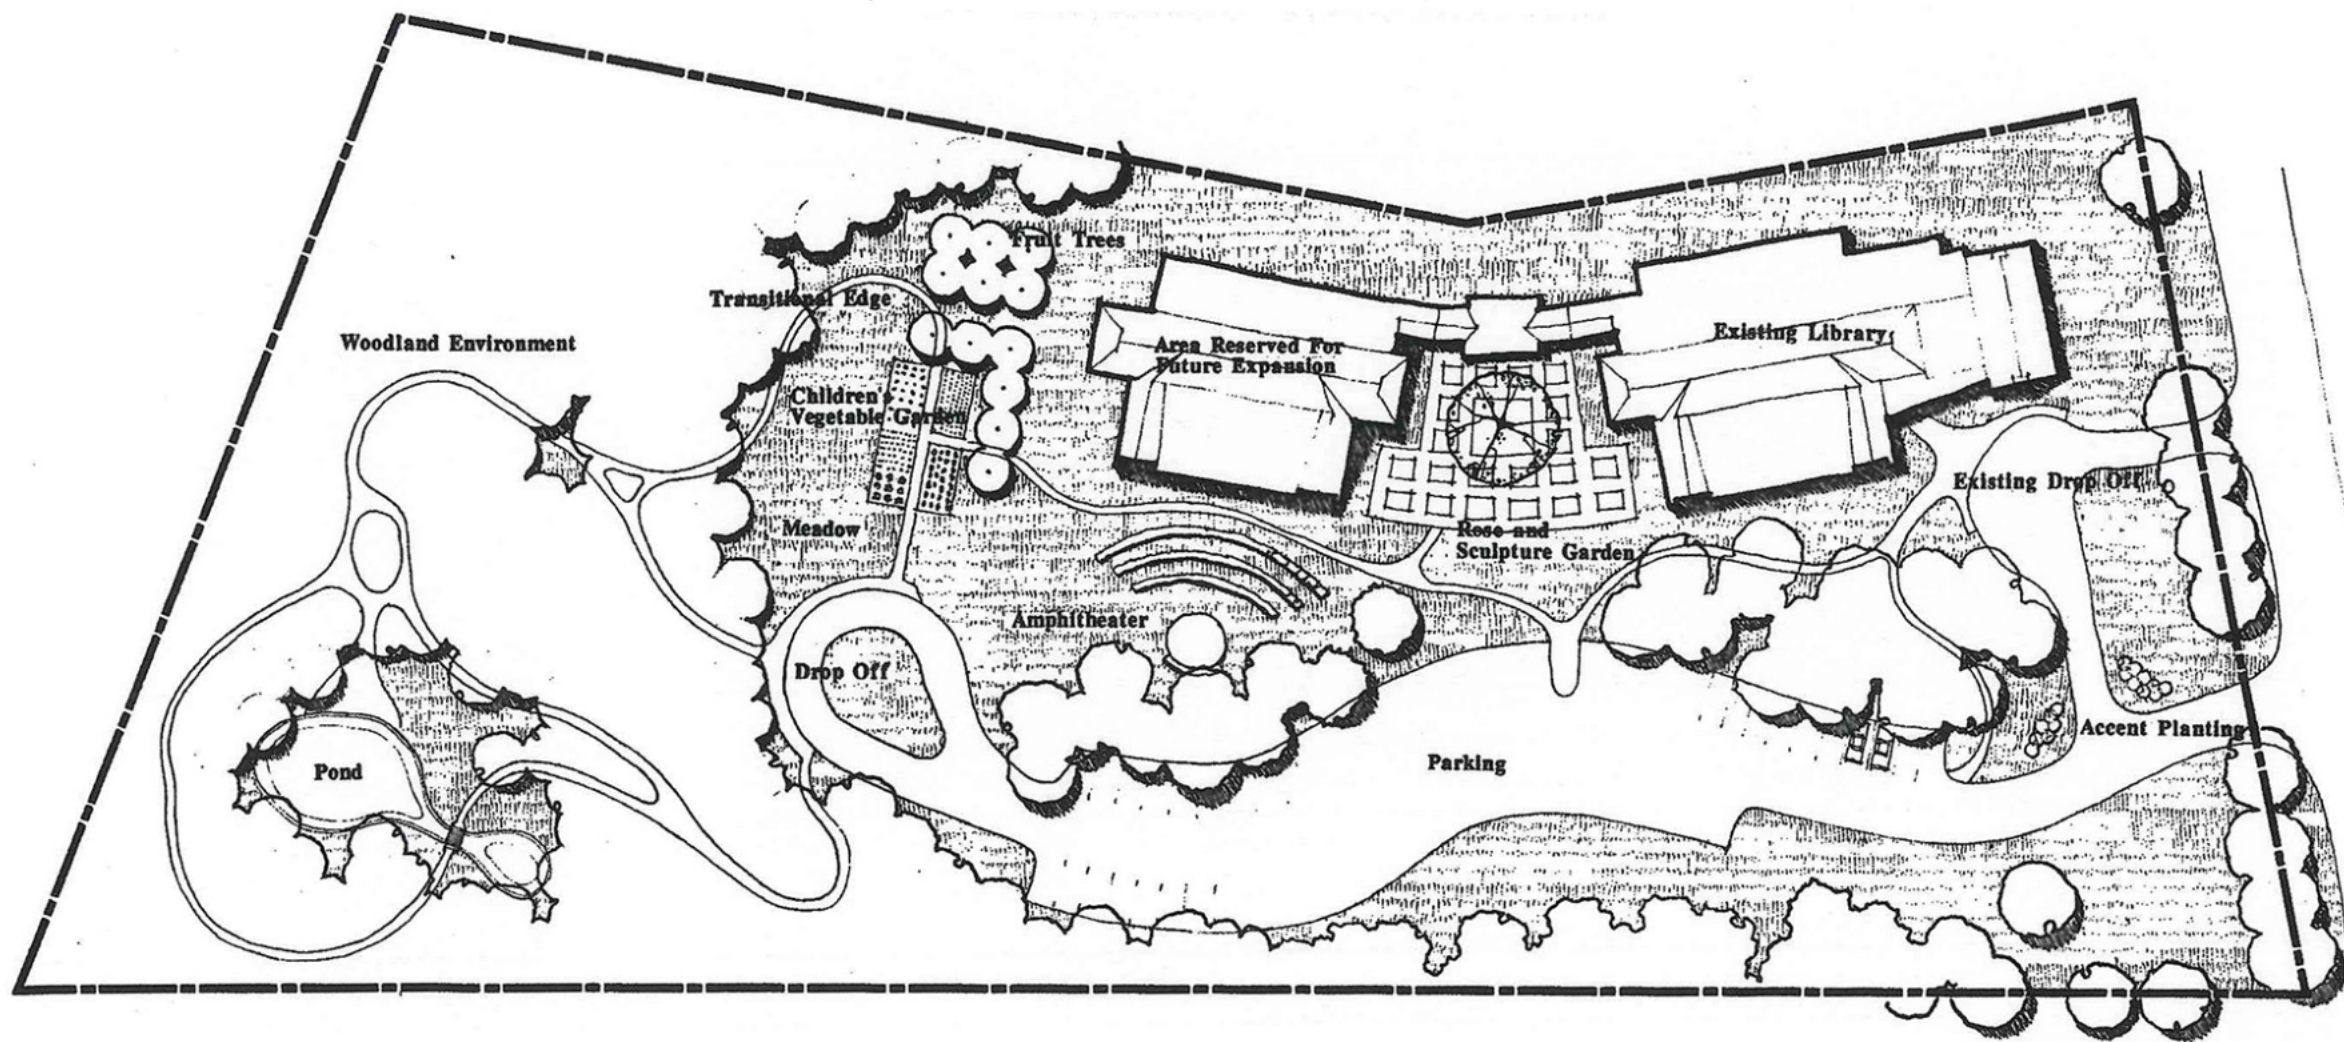 Fruit Trees
Transitional Edge
Woodland Environment
Existing Library
Area Reserved For
Future Expansion
Children's
Vegetable Garden
Existing Drop Off
Meadow
Rose and
Sculpture Garden
Amphitheater
Drop Off
Accent Planting
Parking
Pond